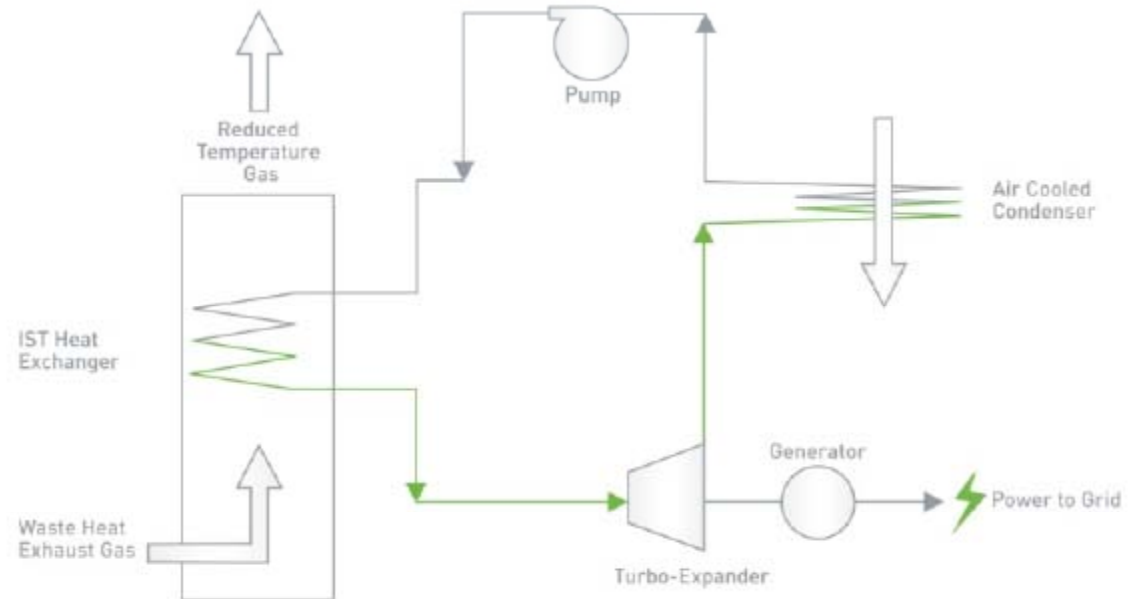 Pump
Reduced
Temperature
Gas
Air Cooled
Condenser
IST Heat
Exchanger
Generator
Waste Heat
Exhaust Gas
Power to Grid
Turbo-Expander